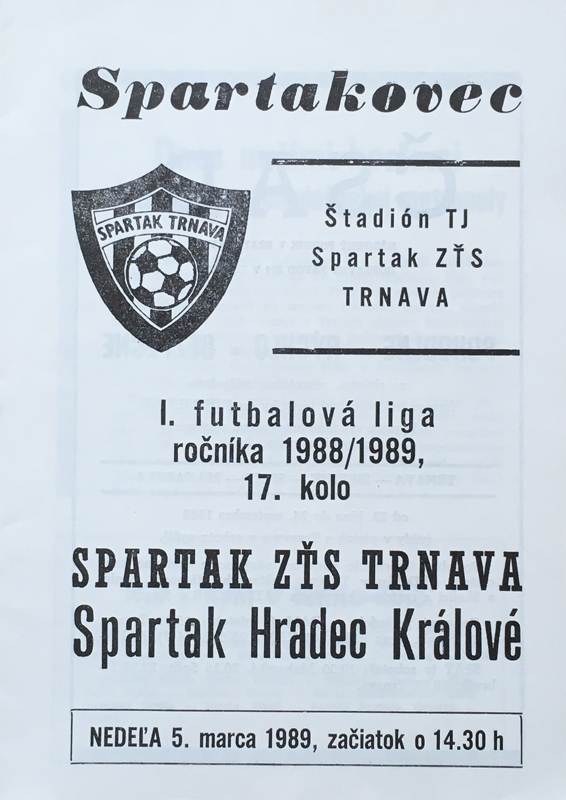 Spartakovec
SPARTAK TRNAVA
Štadión TJ
Spartak ZŤS
TRNAVA
I. futbalová liga
ročníka 1988/1989,
17. kolo
SPARTAK ZŤS TRNAVA
Spartak Hradec Králové
NEDEĽA 5. marca 1989, začiatok o 14.30 h